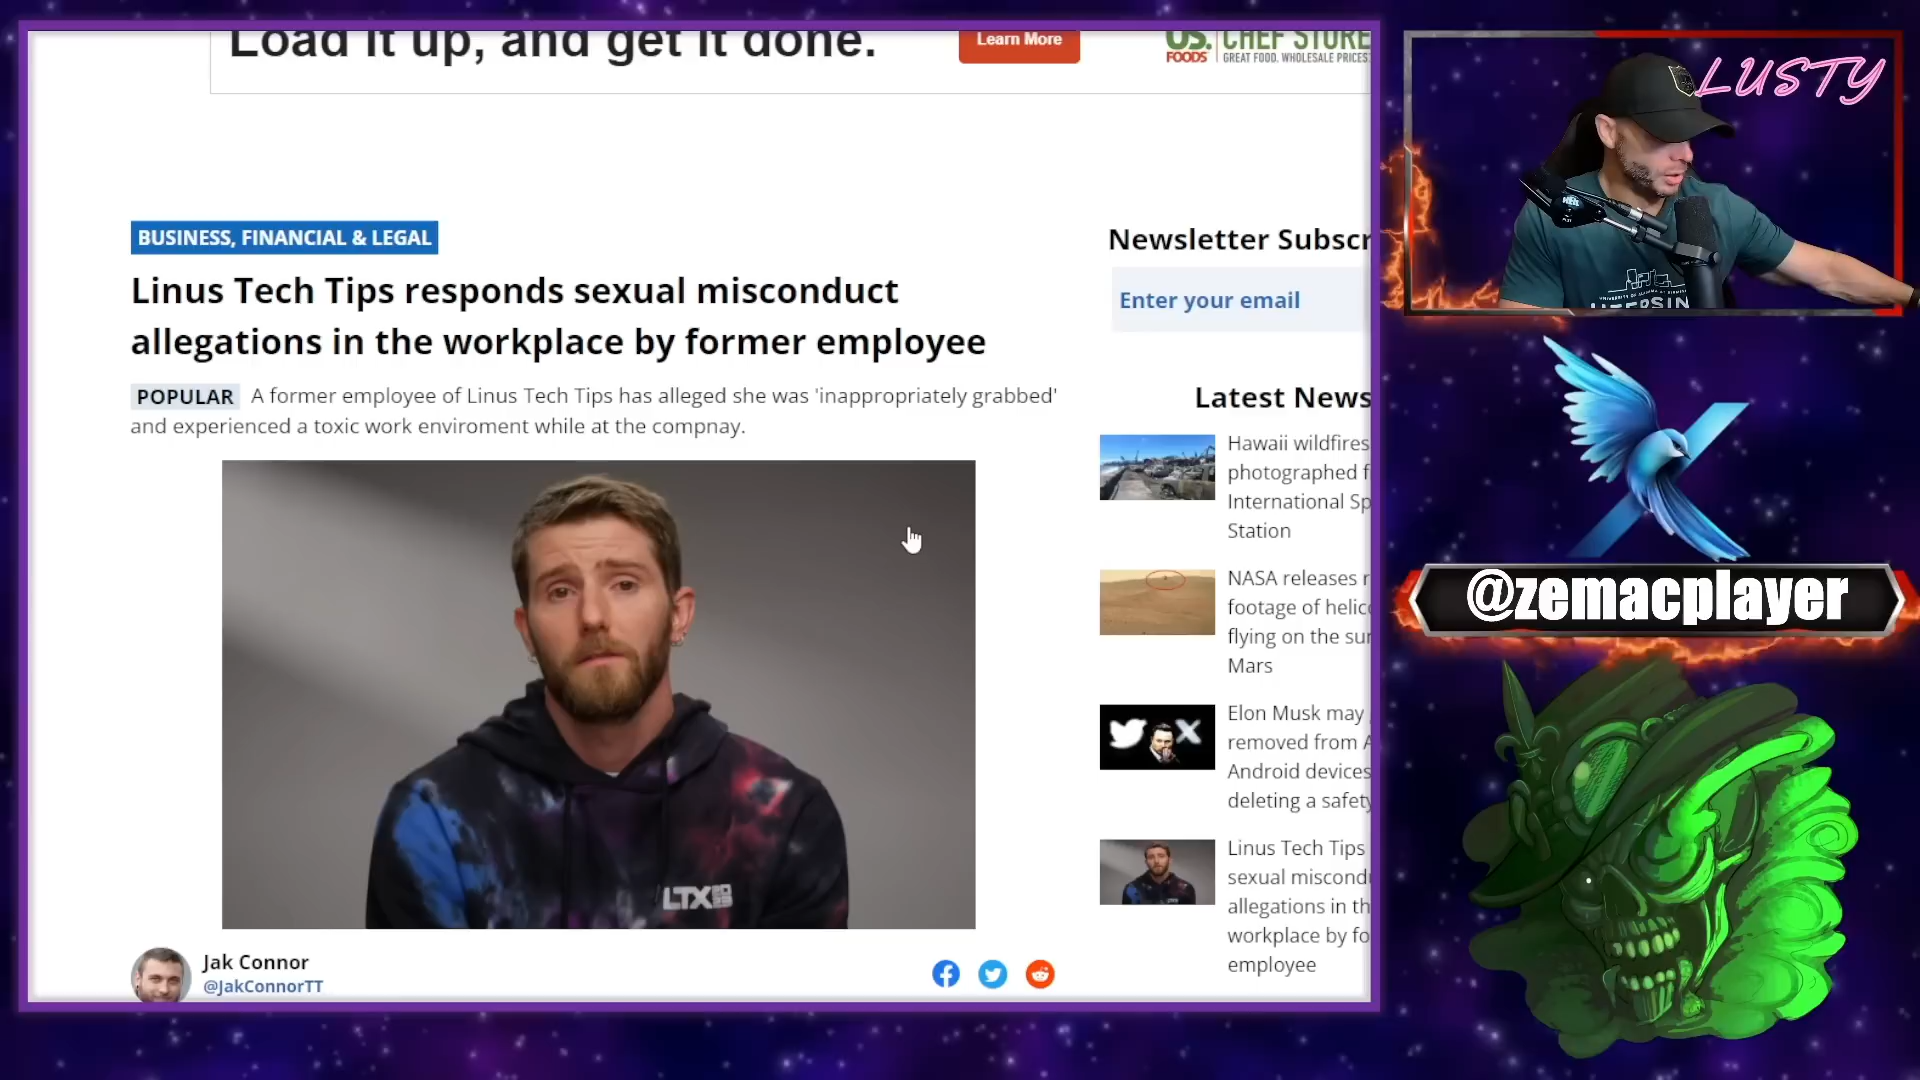 Load it up, and get it done.
Learn More
US. FOODS
CHEF STORE
GREAT FOOD. WHOLESALE PRICES
BUSINESS, FINANCIAL & LEGAL
Linus Tech Tips responds sexual misconduct
allegations in the workplace by former employee
POPULAR A former employee of Linus Tech Tips has alleged she was 'inappropriately grabbed'
and experienced a toxic work enviroment while at the compnay.
LTX
Jak Connor
@JakConnorTT
Newsletter Subscr
Enter your email
Latest News
Hawaii wildfires
photographed f
International Sp
Station
NASA releases r
footage of helic
flying on the sur
Mars
Elon Musk may
removed from A
Android devices
deleting a safety
Linus Tech Tips
sexual miscondu
allegations in th
workplace by fo
employee
LUSTY
@zemacplayer